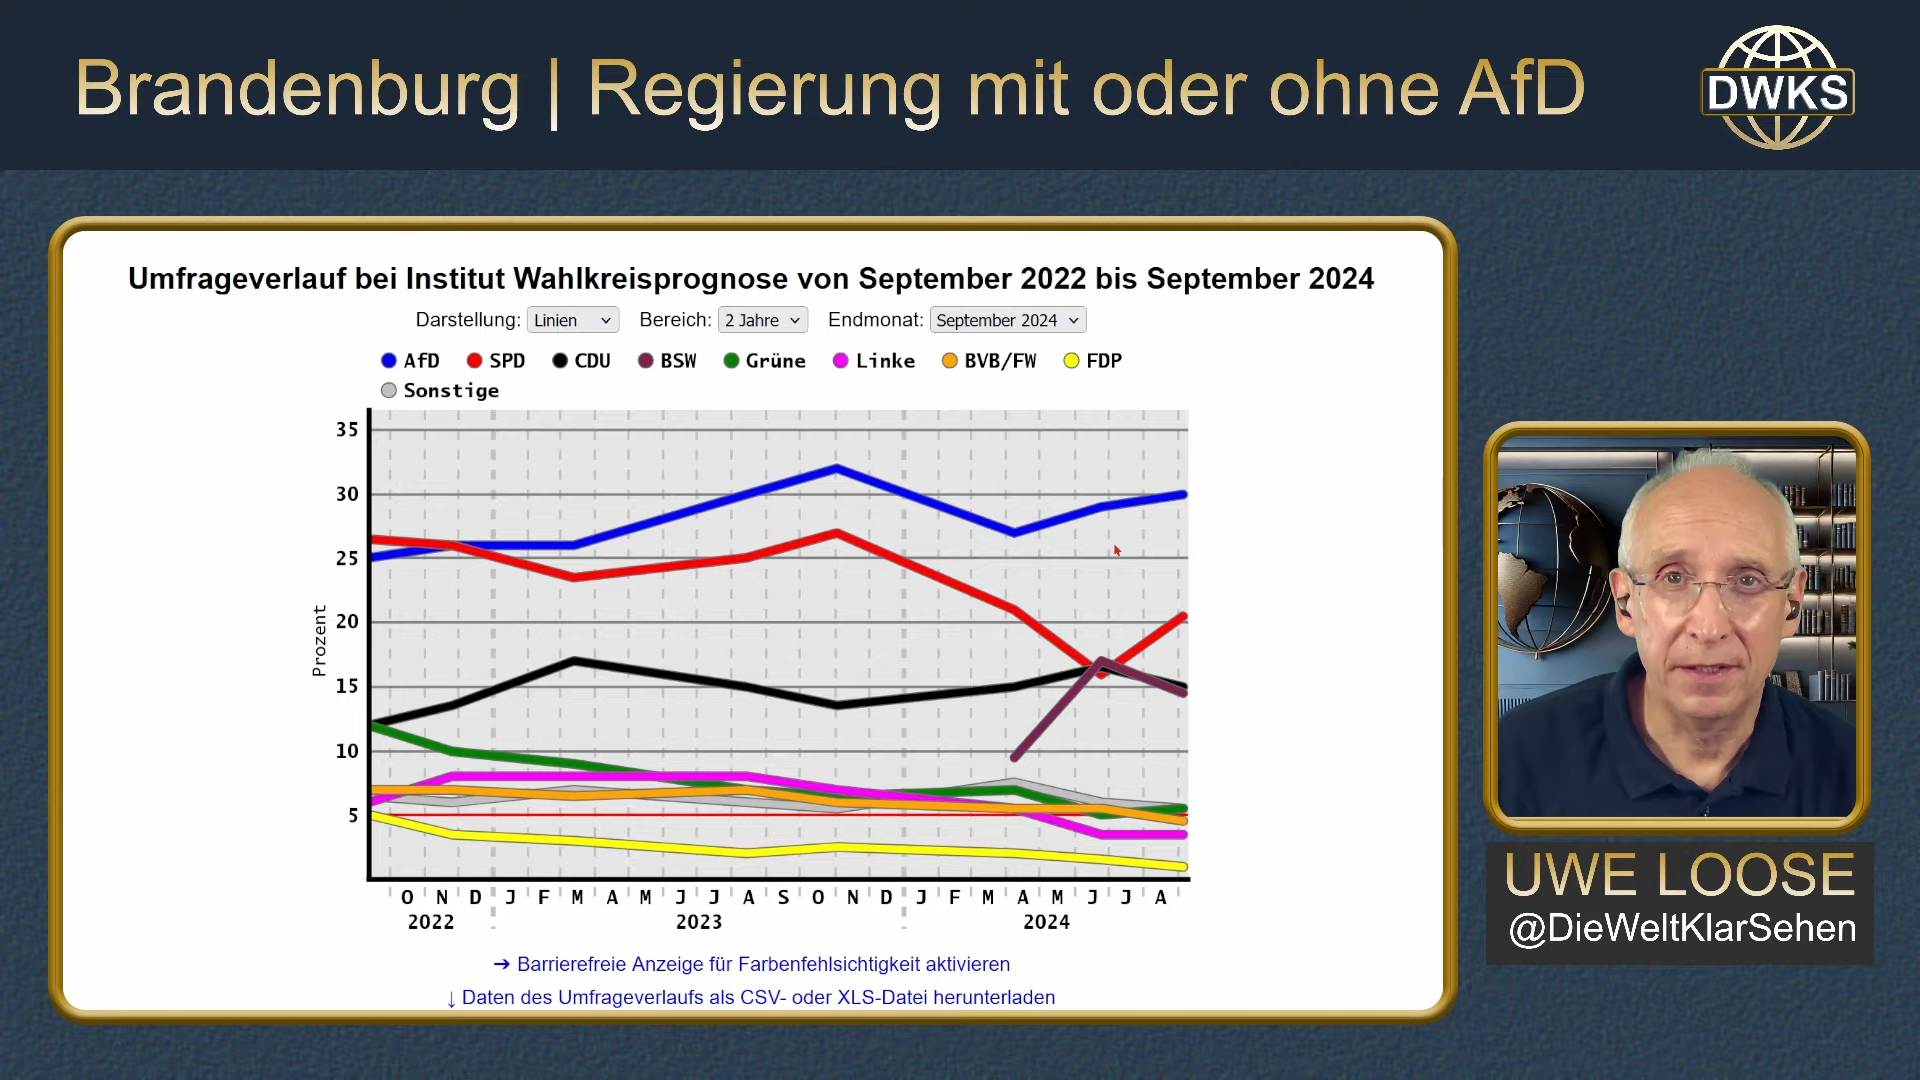 Brandenburg | Regierung mit oder ohne AfD
DWKS
Umfrageverlauf bei Institut Wahlkreisprognose von September 2022 bis September 2024
Darstellung: Linien Bereich: 2 Jahre Endmonat: September 2024
AfD SPD CDU BSW Grüne Linke BVB/FW FDP
Sonstige
35
30
25
20
15
10
5
Prozent
O N D J F M A M J J A S O N D J F M A M J J A
2022 2023 2024
➔ Barrierefreie Anzeige für Farbenfehlsichtigkeit aktivieren
↓ Daten des Umfrageverlaufs als CSV- oder XLS-Datei herunterladen
UWE LOOSE
@DieWeltKlarSehen